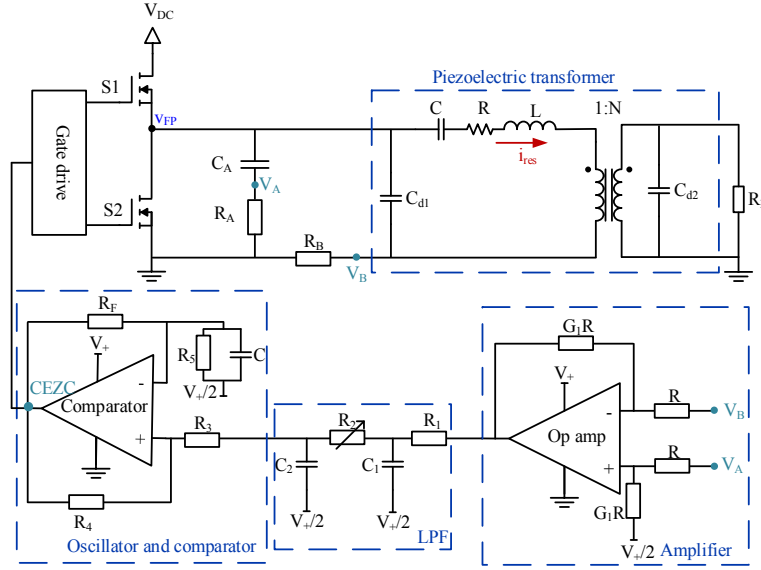 V_DC
Piezoelectric transformer
S1
C
R
L
1:N
Gate drive
V_FP
i_res
C_A
V_A
C_d1
C_d2
R
S2
R_A
R_B
V_B
R_F
V_+
R_5
C
G_1R
V_+
CEZC
V_+/2
Comparator
-
+
R_3
R_2
R_1
-
R
V_B
Op amp
R
V_A
+
C_2
C_1
R_4
G_1R
V_+/2
V_+/2
V_+/2
Oscillator and comparator
LPF
Amplifier